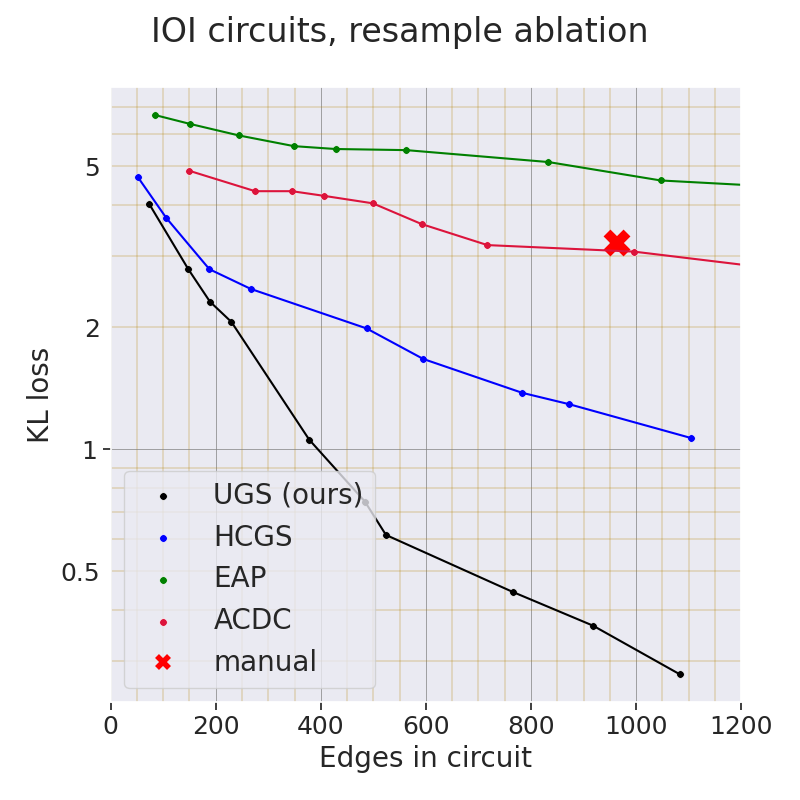 IOI circuits, resample ablation
KL loss
5
2
1
0.5
UGS (ours)
HCGS
EAP
ACDC
manual
0 200 400 600 800 1000 1200
Edges in circuit